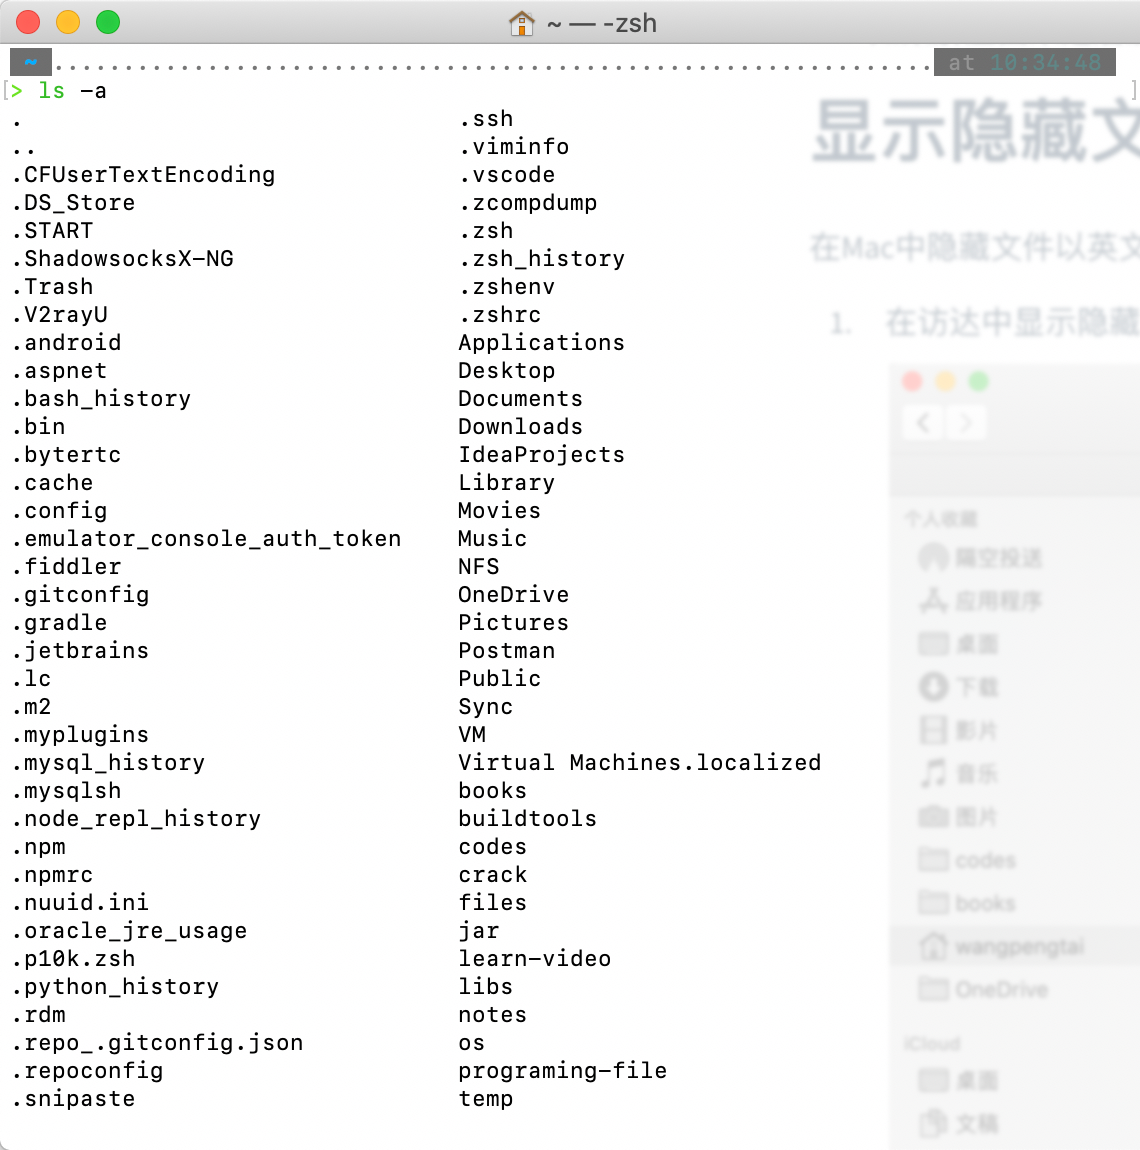 ~ — -zsh
~ at 10:34:48
[> ls -a ]
. .ssh
.. .viminfo
.CFUserTextEncoding .vscode
.DS_Store .zcompdump
.START .zsh
.ShadowsocksX-NG .zsh_history
.Trash .zshenv
.V2rayU .zshrc
.android Applications
.aspnet Desktop
.bash_history Documents
.bin Downloads
.bytertc IdeaProjects
.cache Library
.config Movies
.emulator_console_auth_token Music
.fiddler NFS
.gitconfig OneDrive
.gradle Pictures
.jetbrains Postman
.lc Public
.m2 Sync
.myplugins VM
.mysql_history Virtual Machines.localized
.mysqlsh books
.node_repl_history buildtools
.npm codes
.npmrc crack
.nuuid.ini files
.oracle_jre_usage jar
.p10k.zsh learn-video
.python_history libs
.rdm notes
.repo_.gitconfig.json os
.repoconfig programing-file
.snipaste temp
显示隐藏文
在Mac中隐藏文件以英文
1. 在访达中显示隐藏
个人收藏
隔空投送
应用程序
桌面
下载
影片
音乐
图片
codes
books
wangpengtai
OneDrive
iCloud
桌面
文稿